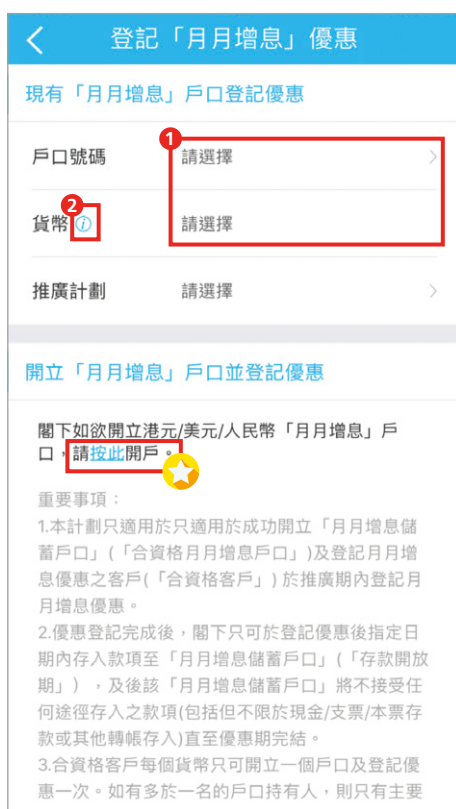 登記「月月增息」優惠
現有「月月增息」戶口登記優惠
1
戶口號碼 請選擇
2
貨幣 i 請選擇
推廣計劃 請選擇
開立「月月增息」戶口並登記優惠
閣下如欲開立港元/美元/人民幣「月月增息」戶
口，請按此開戶。
重要事項：
1.本計劃只適用於只適用於成功開立「月月增息儲
蓄戶口」(「合資格月月增息戶口」)及登記月月增
息優惠之客戶(「合資格客戶」) 於推廣期內登記月
月增息優惠。
2.優惠登記完成後，閣下只可於登記優惠後指定日
期內存入款項至「月月增息儲蓄戶口」(「存款開放
期」) ，及後該「月月增息儲蓄戶口」將不接受任
何途徑存入之款項(包括但不限於現金/支票/本票存
款或其他轉帳存入)直至優惠期完結。
3.合資格客戶每個貨幣只可開立一個戶口及登記優
惠一次。如有多於一名的戶口持有人，則只有主要